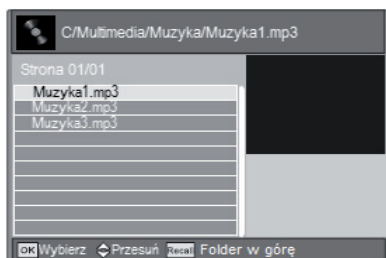 C/Multimedia/Muzyka/Muzyka1.mp3
Strona 01/01
Muzyka1.mp3
Muzyka2.mp3
Muzyka3.mp3
OK Wybierz Przesuń Recall Folder w górę